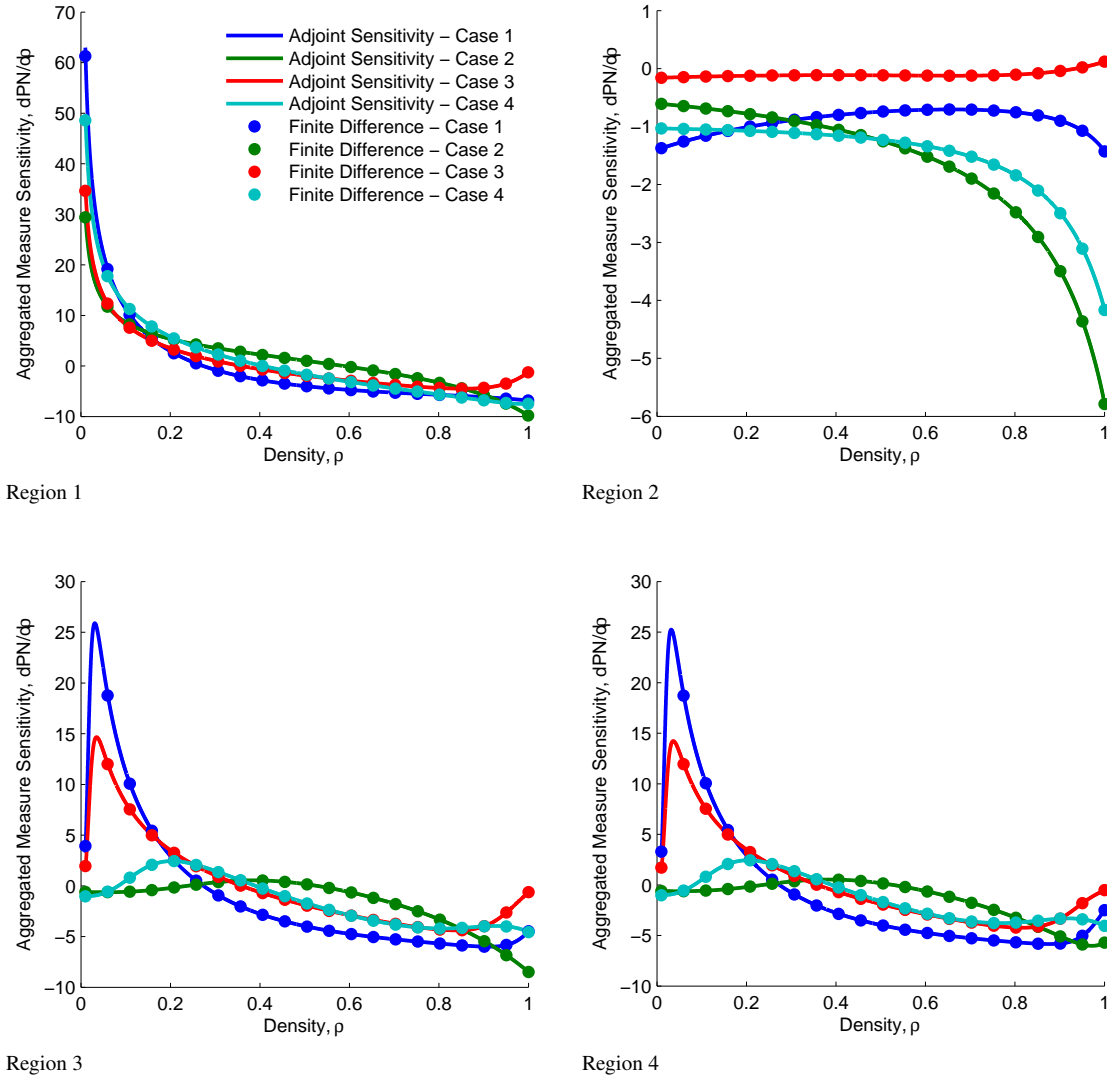 70
60
50
40
30
20
10
0
−10
0
0.2
0.4
0.6
0.8
1
Aggregated Measure Sensitivity, dPN/dρ
Density, ρ
Adjoint Sensitivity − Case 1
Adjoint Sensitivity − Case 2
Adjoint Sensitivity − Case 3
Adjoint Sensitivity − Case 4
Finite Difference − Case 1
Finite Difference − Case 2
Finite Difference − Case 3
Finite Difference − Case 4
Region 1
1
0
−1
−2
−3
−4
−5
−6
0
0.2
0.4
0.6
0.8
1
Aggregated Measure Sensitivity, dPN/dρ
Density, ρ
Region 2
30
25
20
15
10
5
0
−5
−10
0
0.2
0.4
0.6
0.8
1
Aggregated Measure Sensitivity, dPN/dρ
Density, ρ
Region 3
30
25
20
15
10
5
0
−5
−10
0
0.2
0.4
0.6
0.8
1
Aggregated Measure Sensitivity, dPN/dρ
Density, ρ
Region 4